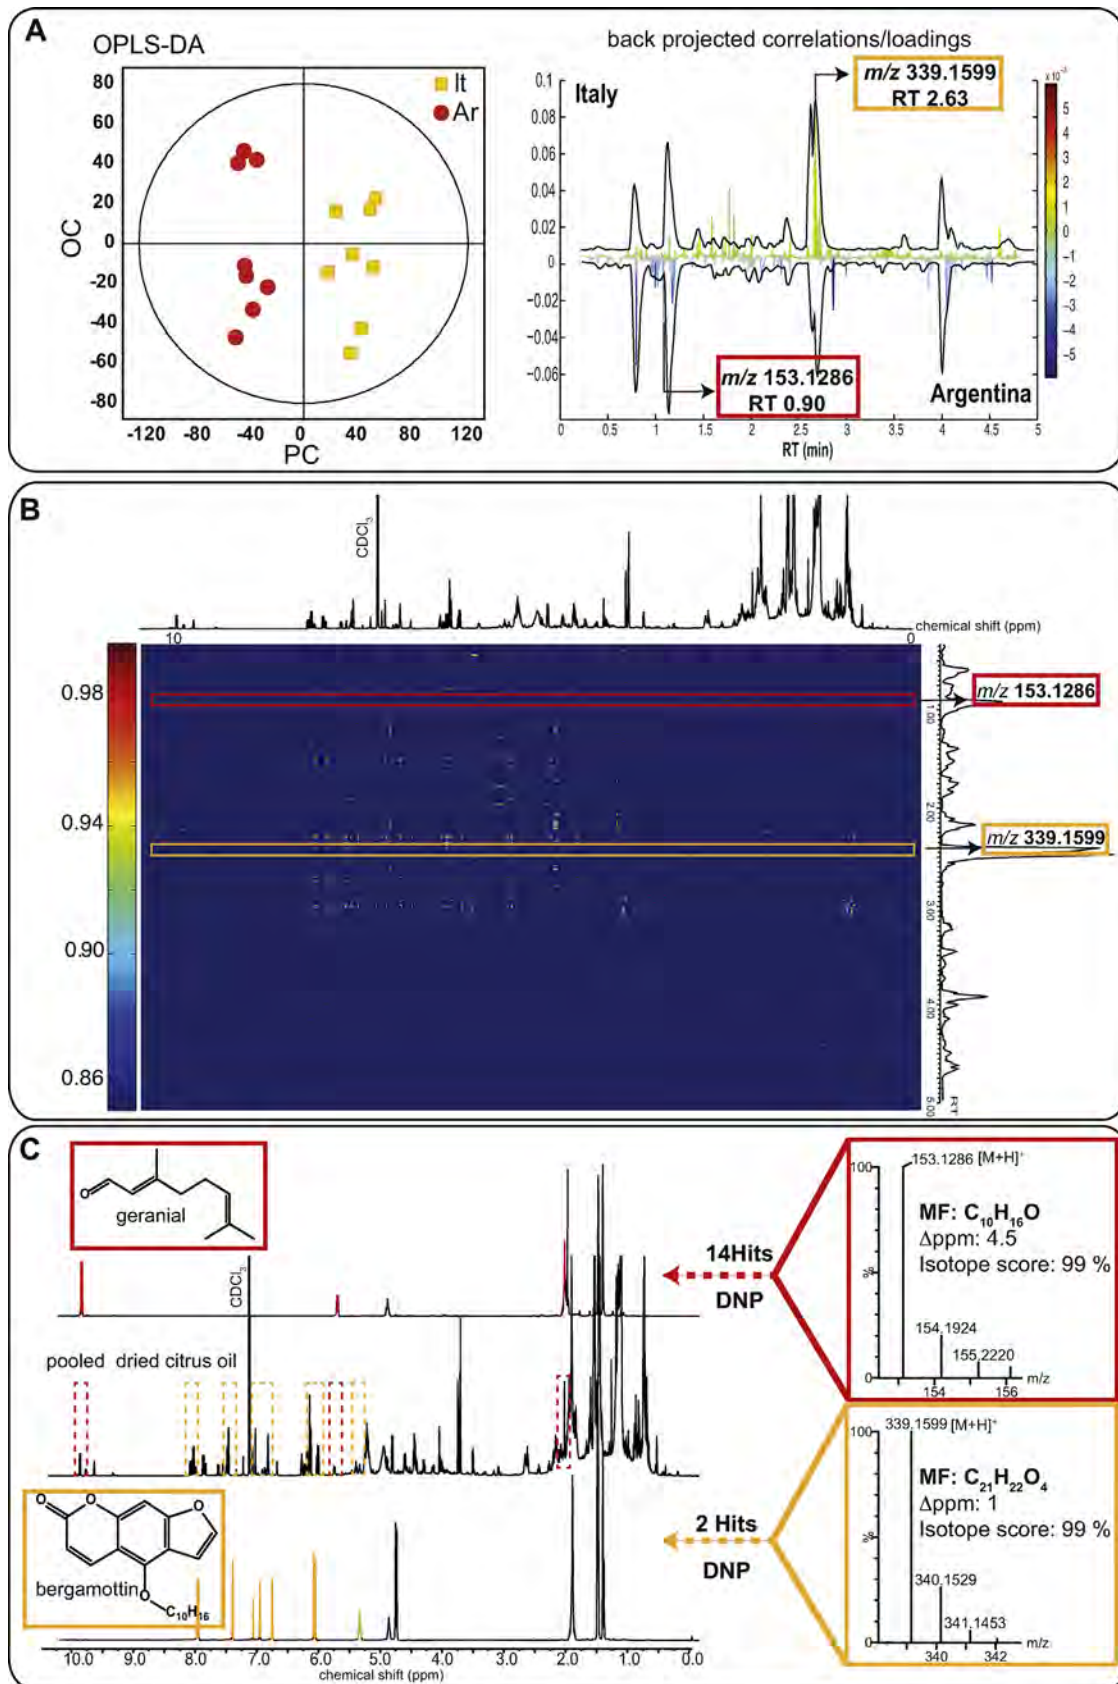 A
OPLS-DA
back projected correlations/loadings
It
Ar
80
60
40
20
0
-20
-40
-60
-80
OC
-120 -80 -40 0 40 80 120
PC
m/z 339.1599
RT 2.63
Italy
0.1
0.08
0.06
0.04
0.02
0
-0.02
-0.04
-0.06
x 10⁻³
5
4
3
2
1
0
-1
-2
-3
-4
-5
m/z 153.1286
RT 0.90
Argentina
0 0.5 1 1.5 2 2.5 3 3.5 4 4.5 5
RT (min)
B
CDCl₃
10
0
chemical shift (ppm)
0.98
0.94
0.90
0.86
m/z 153.1286
m/z 339.1599
1.00
2.00
3.00
4.00
5.00
RT
C
geranial
O
CDCl₃
14Hits
DNP
pooled dried citrus oil
2 Hits
DNP
O
O
O
bergamottin
O
C₁₀H₁₆
10.0 9.0 8.0 7.0 6.0 5.0 4.0 3.0 2.0 1.0 0.0
chemical shift (ppm)
153.1286 [M+H]⁺
100
%
MF: C₁₀H₁₆O
Δppm: 4.5
Isotope score: 99 %
154.1924
155.2220
154 156 m/z
339.1599 [M+H]⁺
100
%
MF: C₂₁H₂₂O₄
Δppm: 1
Isotope score: 99 %
340.1529
341.1453
340 342 m/z